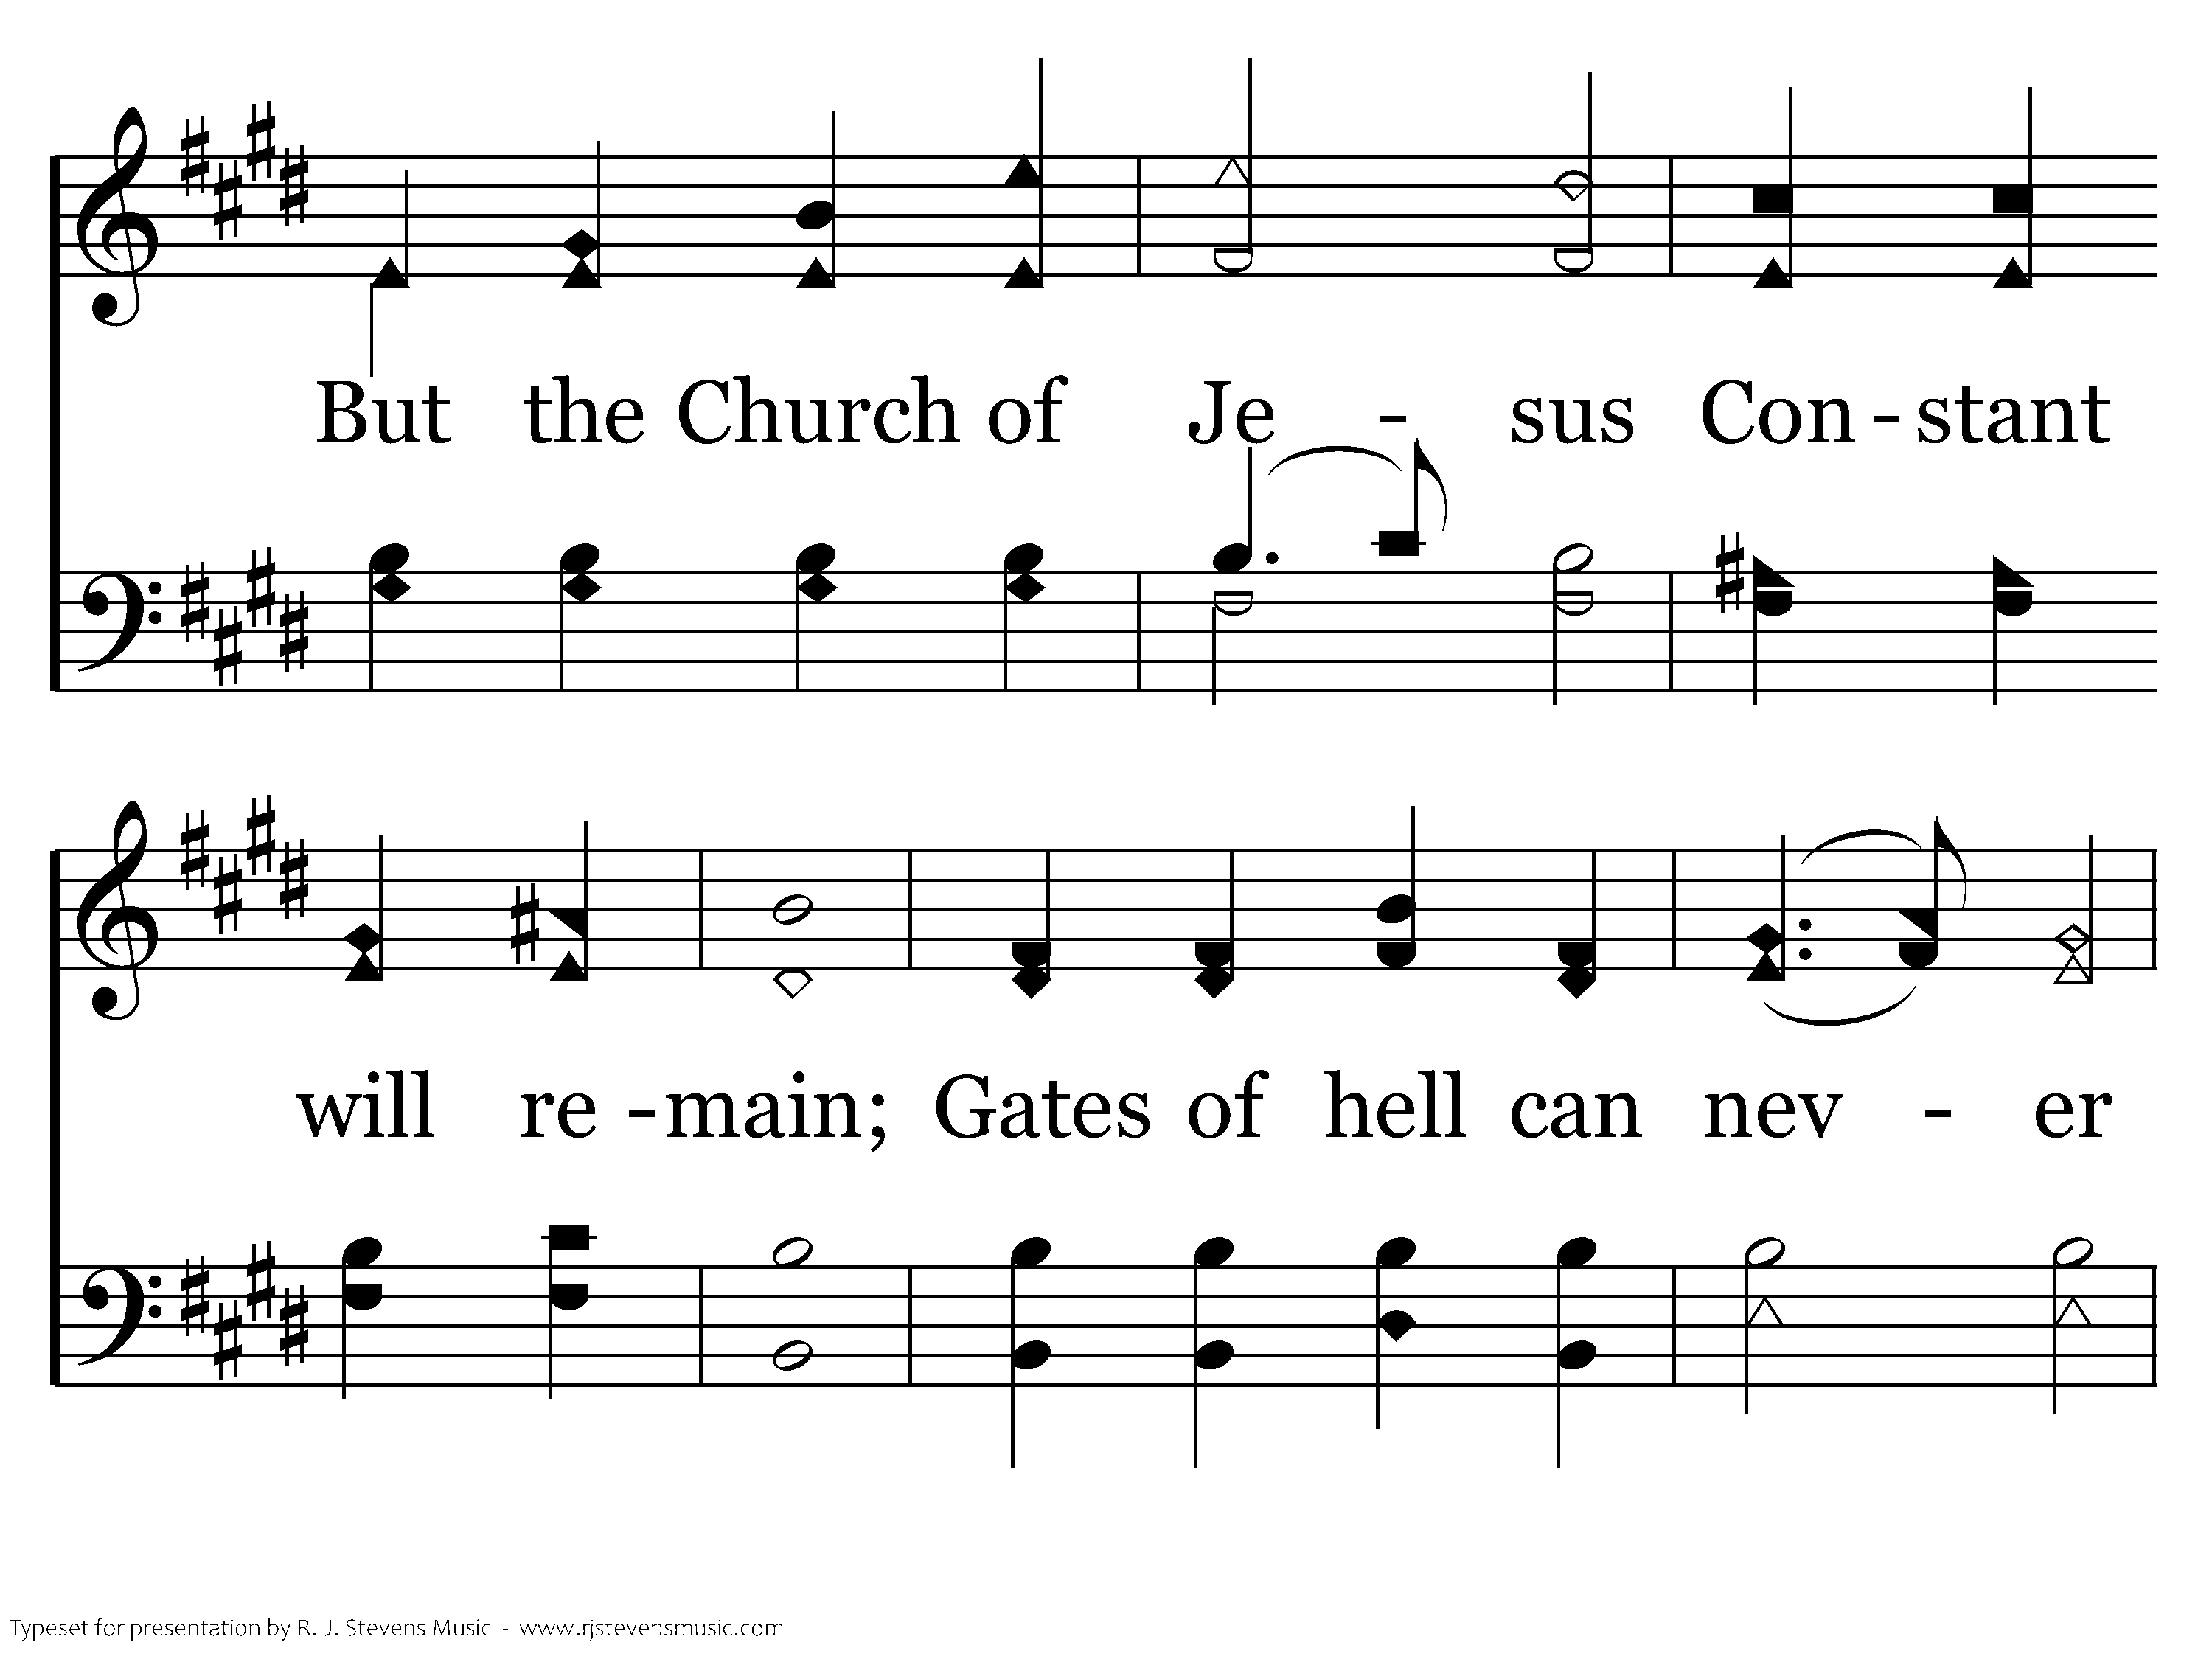 But the Church of Je - sus Con - stant
will re - main; Gates of hell can nev - er
Typeset for presentation by R. J. Stevens Music - www.rjstevensmusic.com